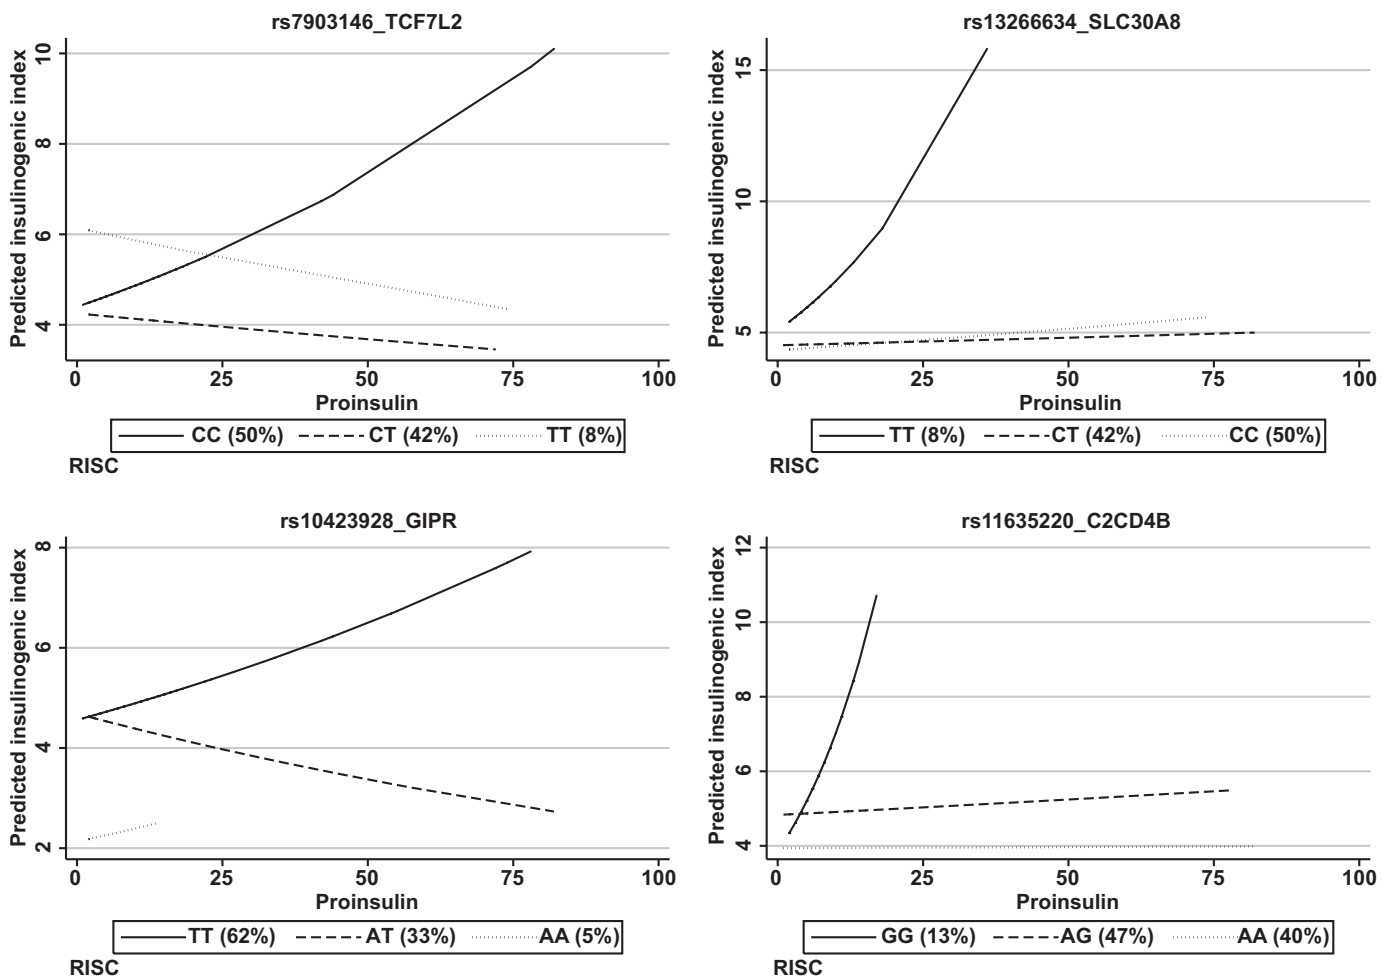 rs7903146_TCF7L2
Predicted insulinogenic index
10
8
6
4
0 25 50 75 100
Proinsulin
CC (50%) CT (42%) TT (8%)
RISC
rs13266634_SLC30A8
Predicted insulinogenic index
15
10
5
0 25 50 75 100
Proinsulin
TT (8%) CT (42%) CC (50%)
RISC
rs10423928_GIPR
Predicted insulinogenic index
8
6
4
2
0 25 50 75 100
Proinsulin
TT (62%) AT (33%) AA (5%)
RISC
rs11635220_C2CD4B
Predicted insulinogenic index
12
10
8
6
4
0 25 50 75 100
Proinsulin
GG (13%) AG (47%) AA (40%)
RISC